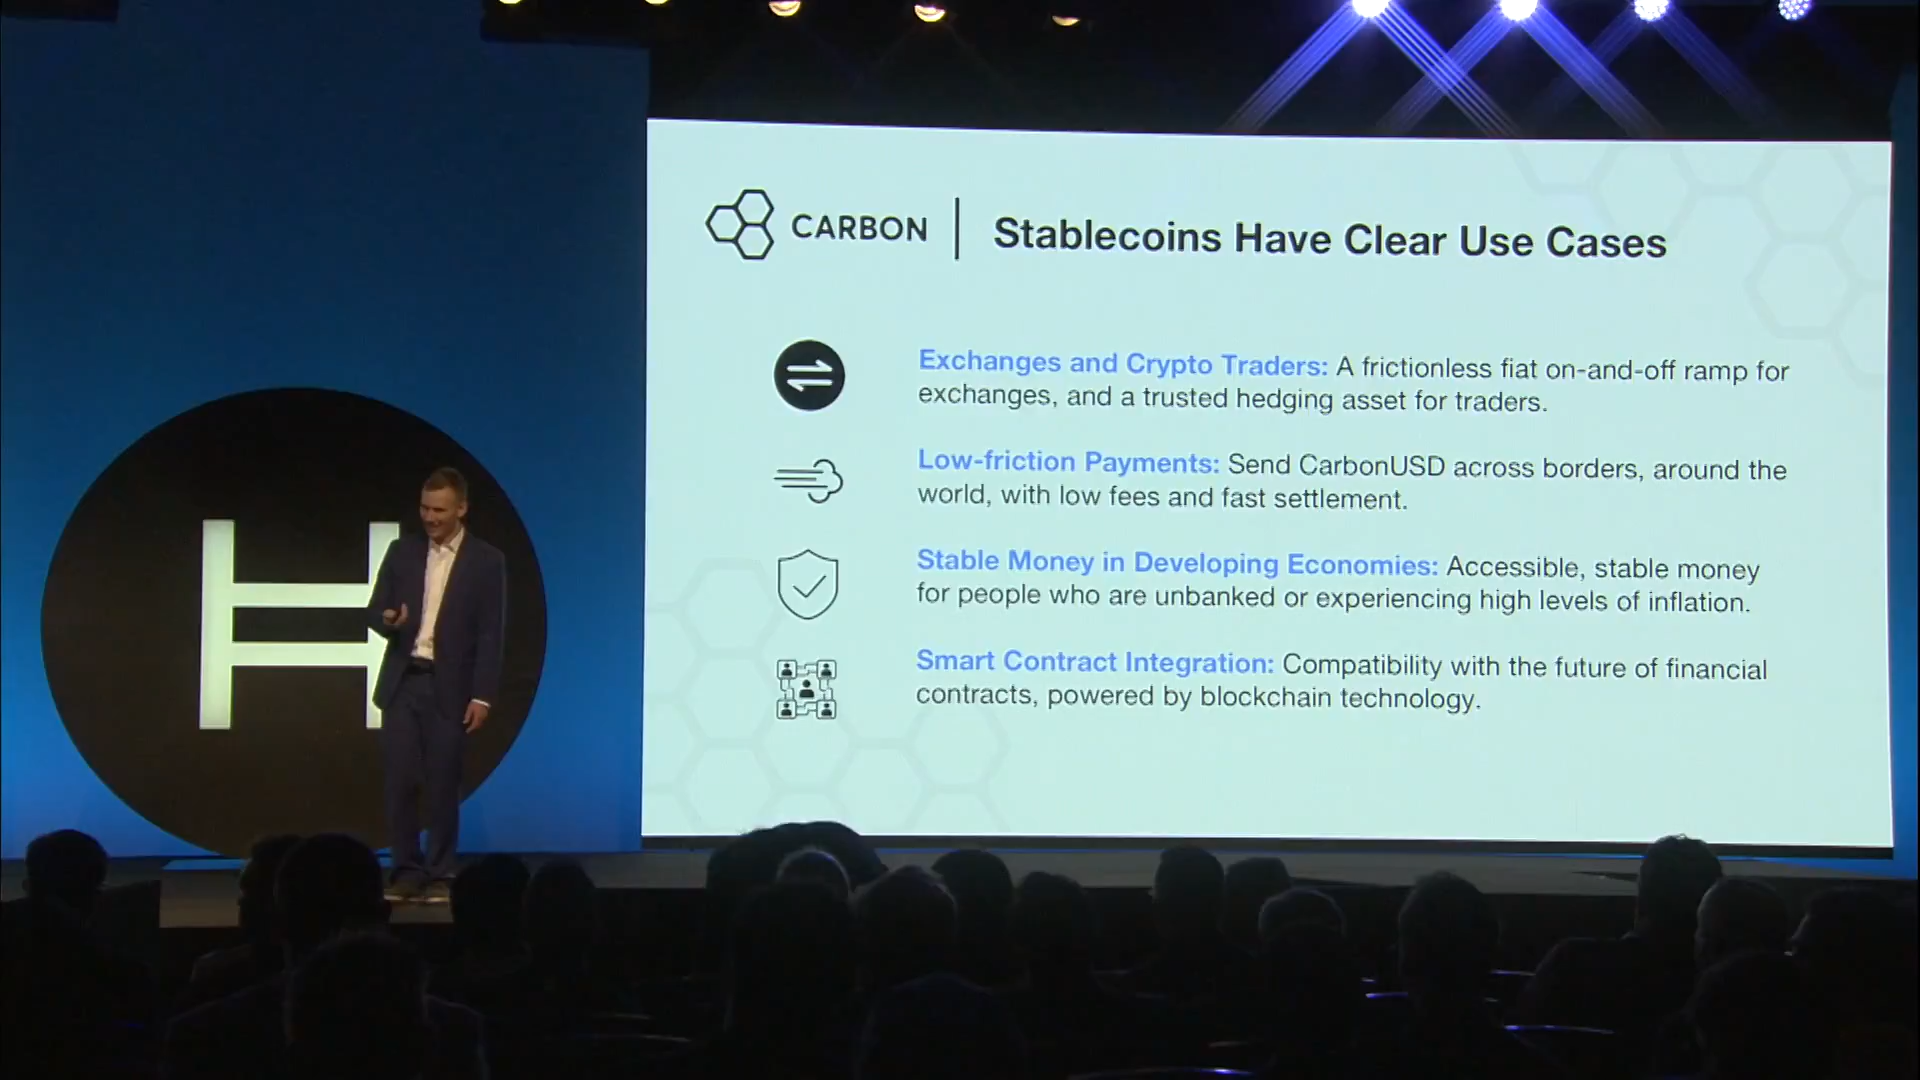 CARBON
Stablecoins Have Clear Use Cases
Exchanges and Crypto Traders: A frictionless fiat on-and-off ramp for
exchanges, and a trusted hedging asset for traders.
Low-friction Payments: Send CarbonUSD across borders, around the
world, with low fees and fast settlement.
Stable Money in Developing Economies: Accessible, stable money
for people who are unbanked or experiencing high levels of inflation.
Smart Contract Integration: Compatibility with the future of financial
contracts, powered by blockchain technology.
H